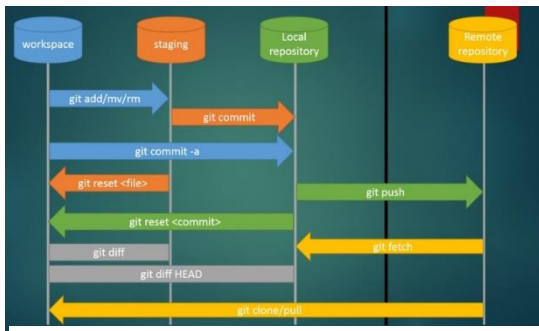 workspace
staging
Local
repository
Remote
repository
git add/mv/rm
git commit
git commit -a
git reset <file>
git push
git reset <commit>
git fetch
git diff
git diff HEAD
git clone/pull